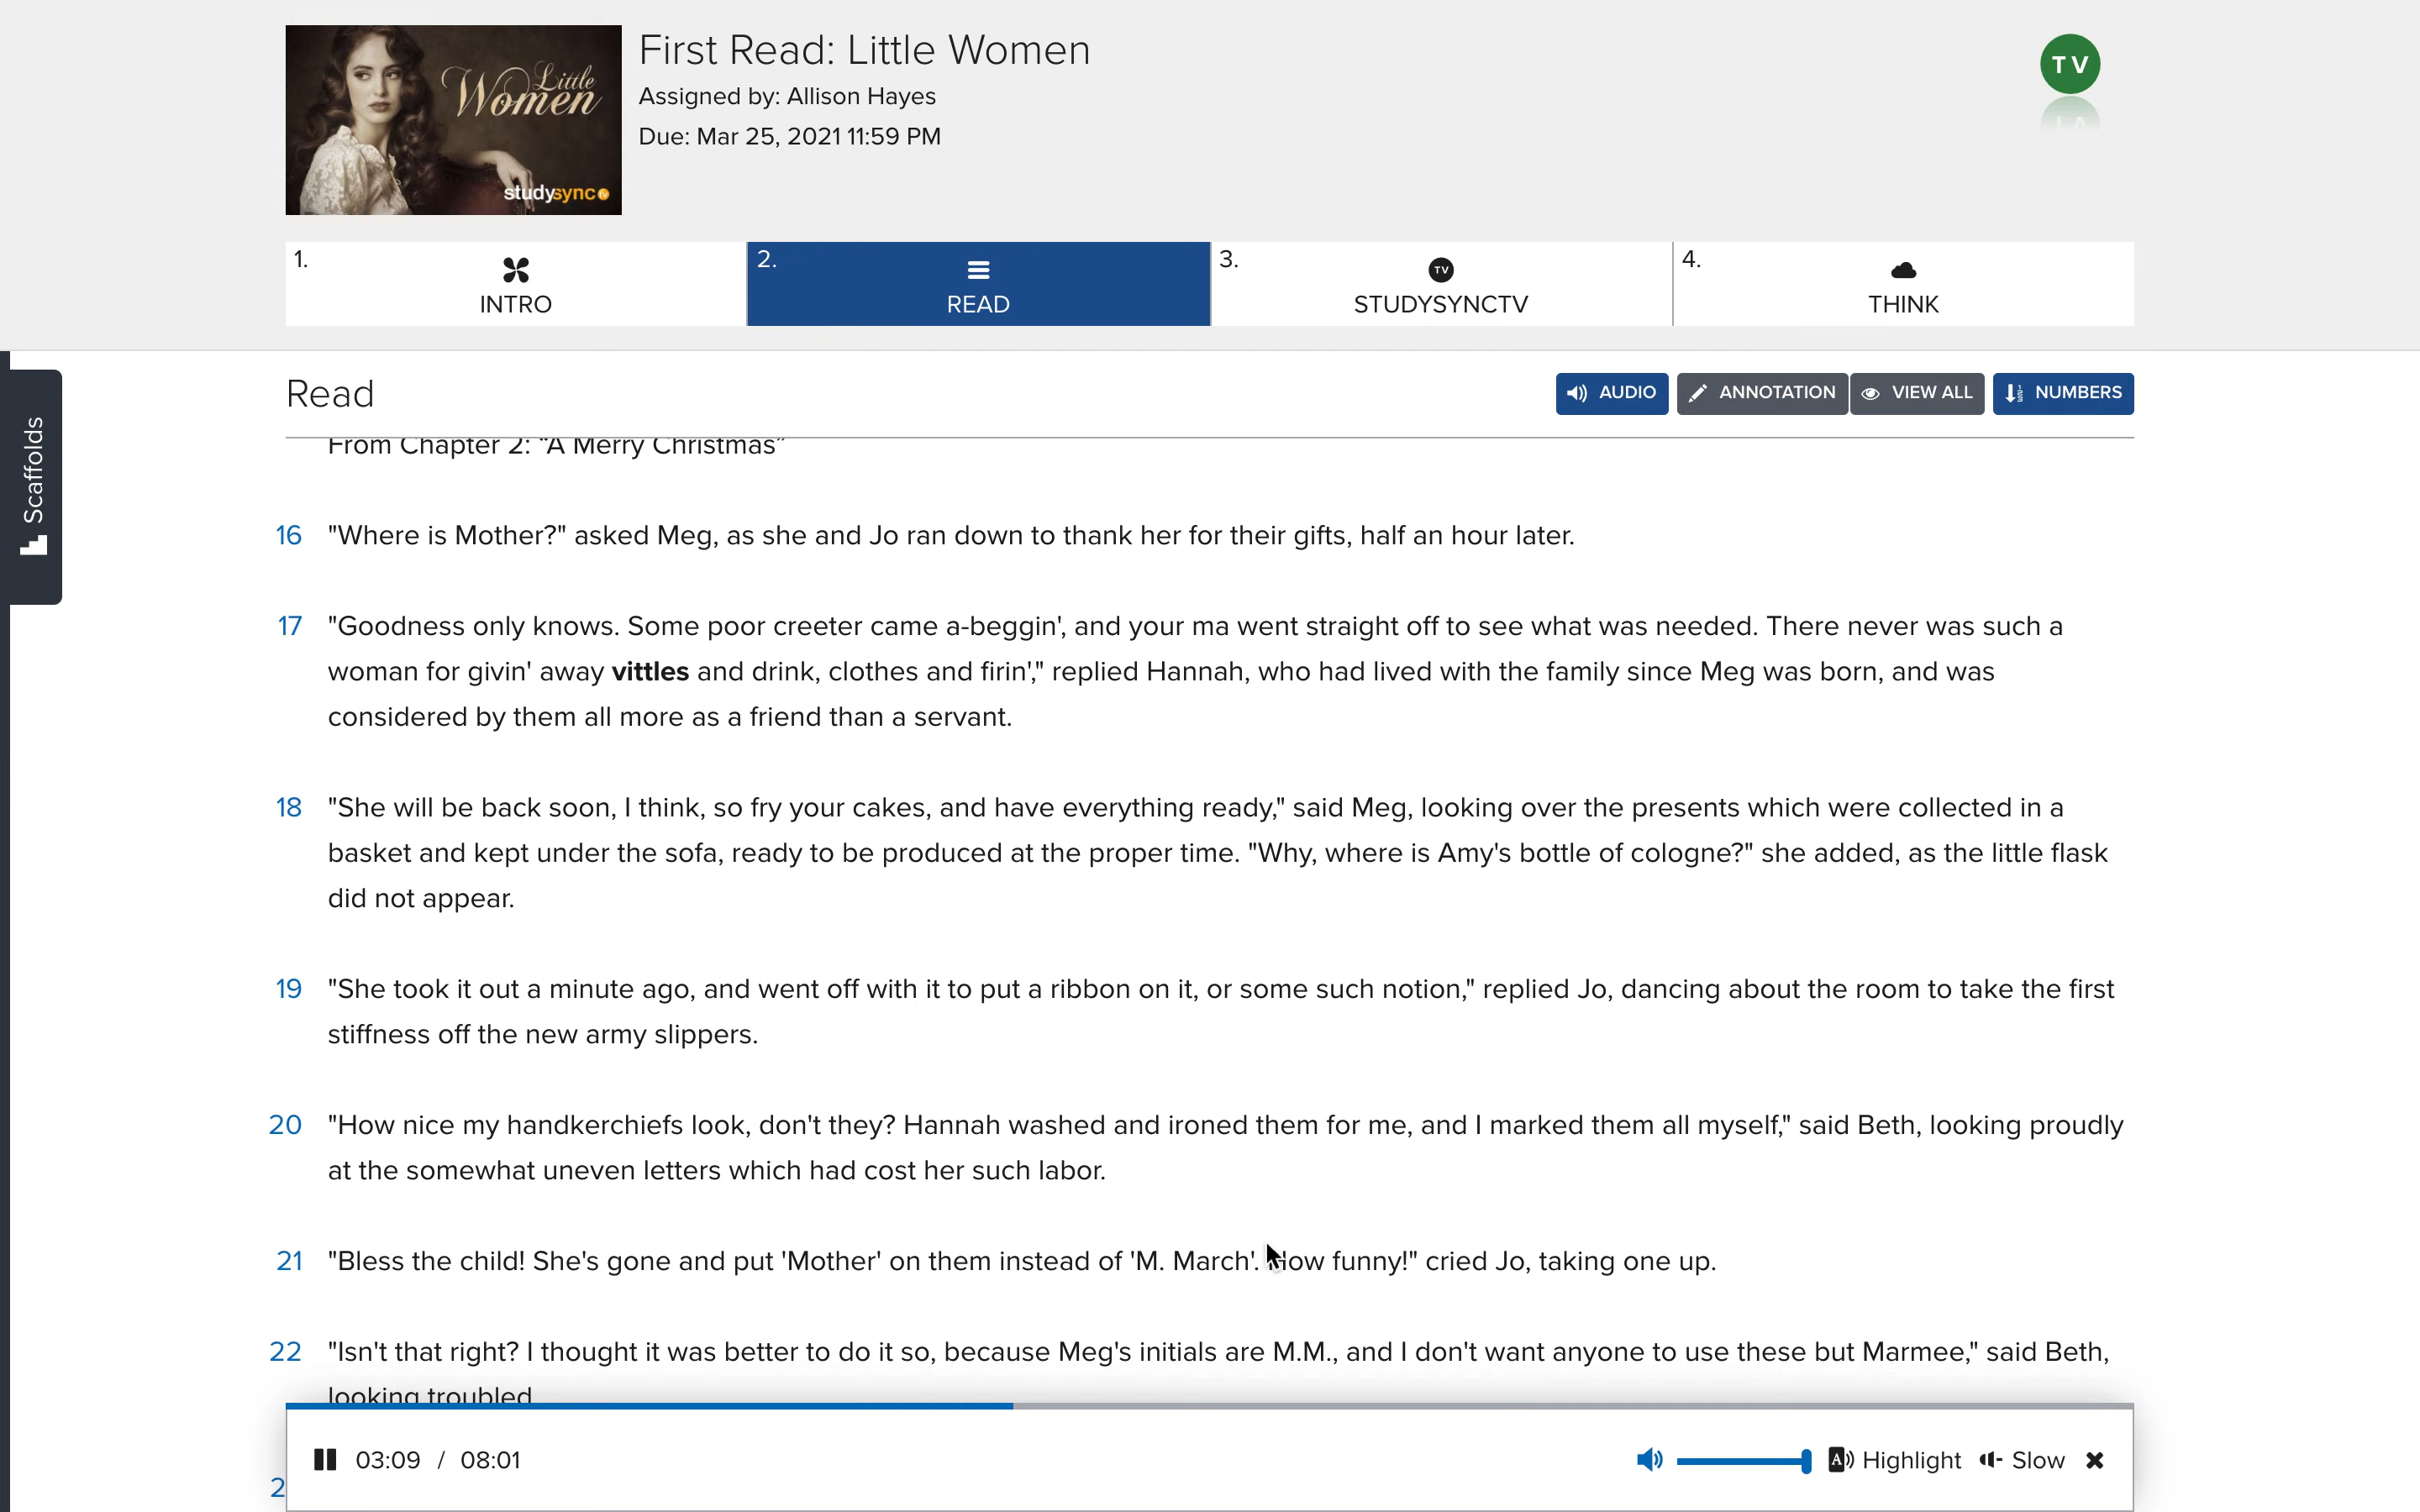 Little
Women
studysync
First Read: Little Women
Assigned by: Allison Hayes
Due: Mar 25, 2021 11:59 PM
TV
1.
INTRO
2.
READ
3.
TV
STUDYSYNCTV
4.
THINK
Scaffolds
Read
AUDIO
ANNOTATION
VIEW ALL
NUMBERS
From Chapter 2: “A Merry Christmas”
16 "Where is Mother?" asked Meg, as she and Jo ran down to thank her for their gifts, half an hour later.
17 "Goodness only knows. Some poor creeter came a-beggin', and your ma went straight off to see what was needed. There never was such a
woman for givin' away vittles and drink, clothes and firin'," replied Hannah, who had lived with the family since Meg was born, and was
considered by them all more as a friend than a servant.
18 "She will be back soon, I think, so fry your cakes, and have everything ready," said Meg, looking over the presents which were collected in a
basket and kept under the sofa, ready to be produced at the proper time. "Why, where is Amy's bottle of cologne?" she added, as the little flask
did not appear.
19 "She took it out a minute ago, and went off with it to put a ribbon on it, or some such notion," replied Jo, dancing about the room to take the first
stiffness off the new army slippers.
20 "How nice my handkerchiefs look, don't they? Hannah washed and ironed them for me, and I marked them all myself," said Beth, looking proudly
at the somewhat uneven letters which had cost her such labor.
21 "Bless the child! She's gone and put 'Mother' on them instead of 'M. March'. How funny!" cried Jo, taking one up.
22 "Isn't that right? I thought it was better to do it so, because Meg's initials are M.M., and I don't want anyone to use these but Marmee," said Beth,
looking troubled
2
03:09 / 08:01
A
Highlight
Slow